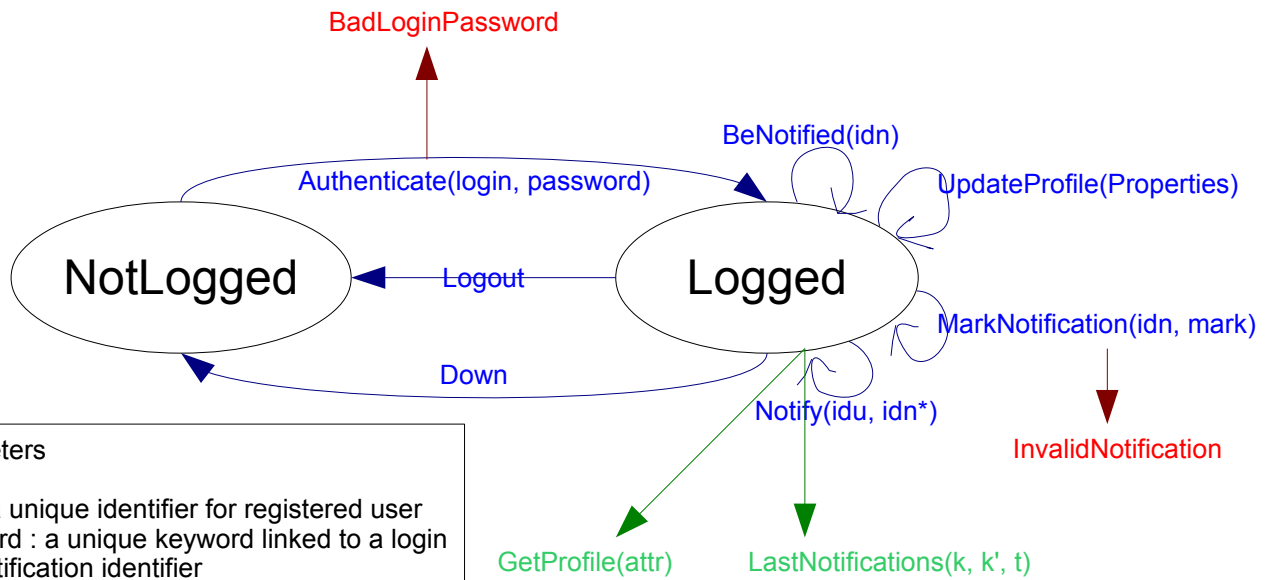 BadLoginPassword
BeNotified(idn)
Authenticate(login, password)
UpdateProfile(Properties)
NotLogged
Logout
Logged
MarkNotification(idn, mark)
Down
Notify(idu, idn*)
InvalidNotification
unique identifier for registered user
: a unique keyword linked to a login
identifier
GetProfile(attr)
LastNotifications(k, k', t)